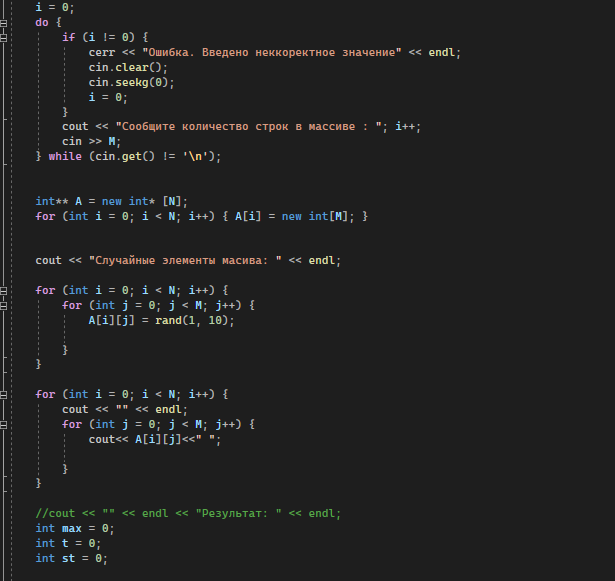 i = 0;
do {
if (i != 0) {
cerr << "Ошибка. Введено неккоректное значение" << endl;
cin.clear();
cin.seekg(0);
i = 0;
}
cout << "Сообщите количество строк в массиве : "; i++;
cin >> M;
} while (cin.get() != '\n');
int** A = new int* [N];
for (int i = 0; i < N; i++) { A[i] = new int[M]; }
cout << "Случайные элементы масива: " << endl;
for (int i = 0; i < N; i++) {
for (int j = 0; j < M; j++) {
A[i][j] = rand(1, 10);
}
}
for (int i = 0; i < N; i++) {
cout << "" << endl;
for (int j = 0; j < M; j++) {
cout<< A[i][j]<<" ";
}
}
//cout << "" << endl << "Результат: " << endl;
int max = 0;
int t = 0;
int st = 0;